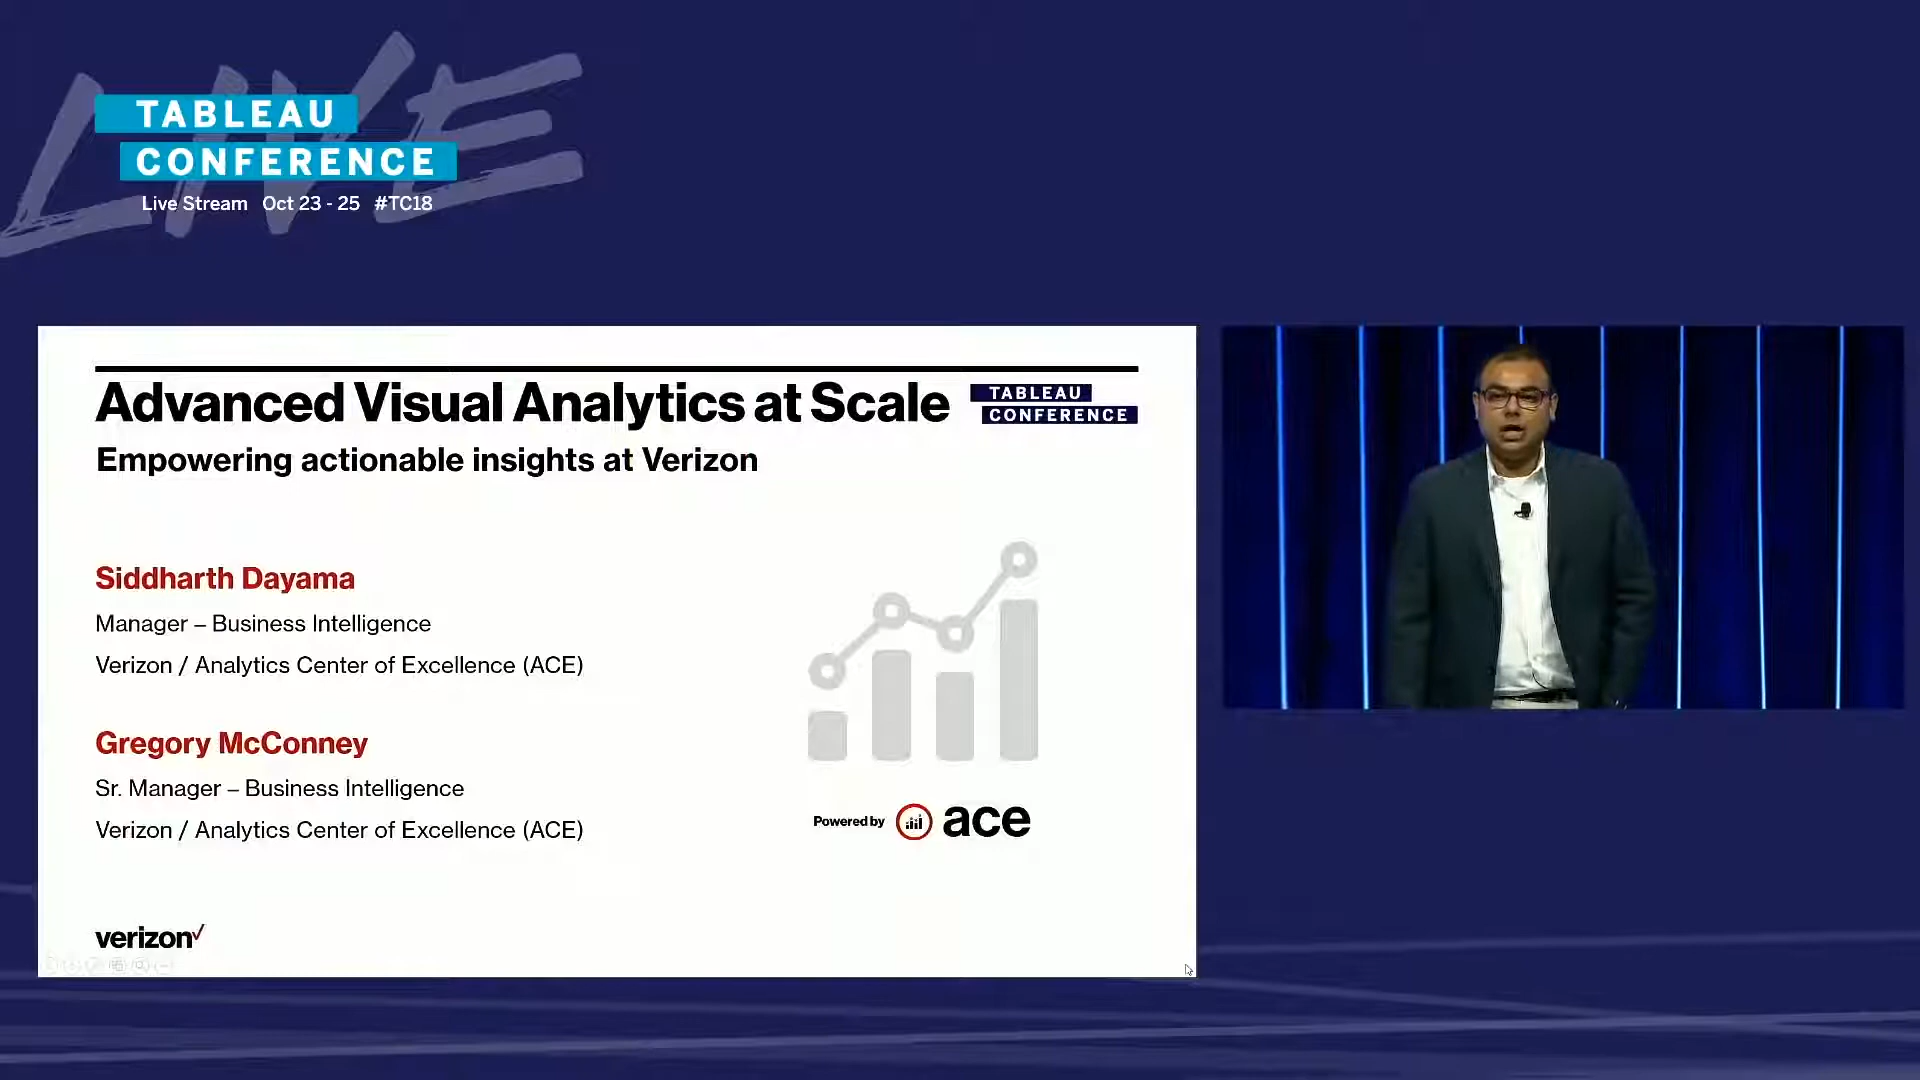 LIVE
TABLEAU
CONFERENCE
Live Stream Oct 23 - 25 #TC18
Advanced Visual Analytics at Scale
TABLEAU
CONFERENCE
Empowering actionable insights at Verizon
Siddharth Dayama
Manager – Business Intelligence
Verizon / Analytics Center of Excellence (ACE)
Gregory McConney
Sr. Manager – Business Intelligence
Verizon / Analytics Center of Excellence (ACE)
Powered by ace
verizon